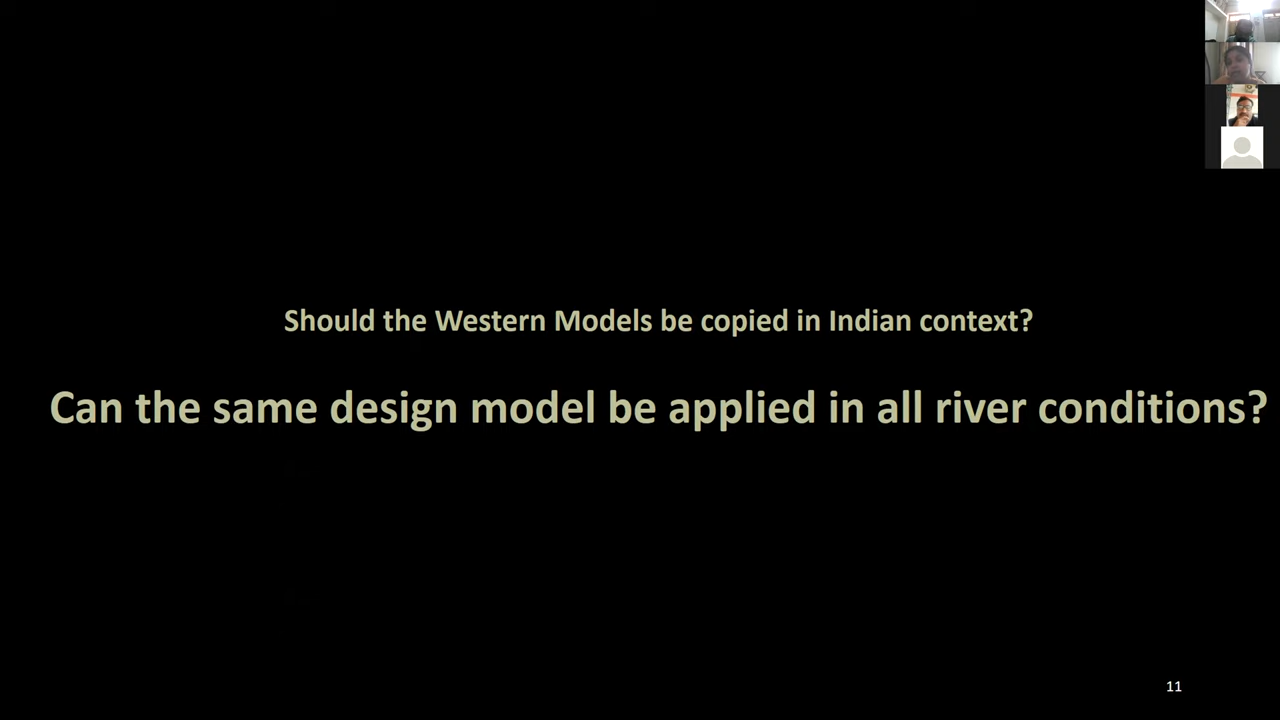 Should the Western Models be copied in Indian context?
Can the same design model be applied in all river conditions?
11